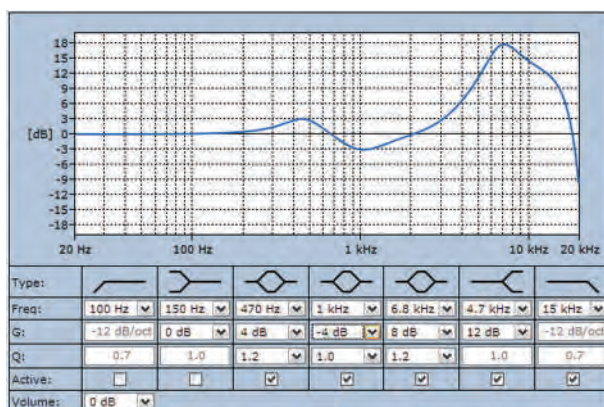 18
15
12
9
6
3
[dB] 0
-3
-6
-9
-12
-15
-18
20 Hz 100 Hz 1 kHz 10 kHz 20 kHz
Type:
Freq: 100 Hz 150 Hz 470 Hz 1 kHz 6.8 kHz 4.7 kHz 15 kHz
G: -12 dB/oct 0 dB 4 dB -4 dB 8 dB 12 dB -12 dB/oct
Q: 0.7 1.0 1.2 1.0 1.2 1.0 0.7
Active:
Volume: 0 dB